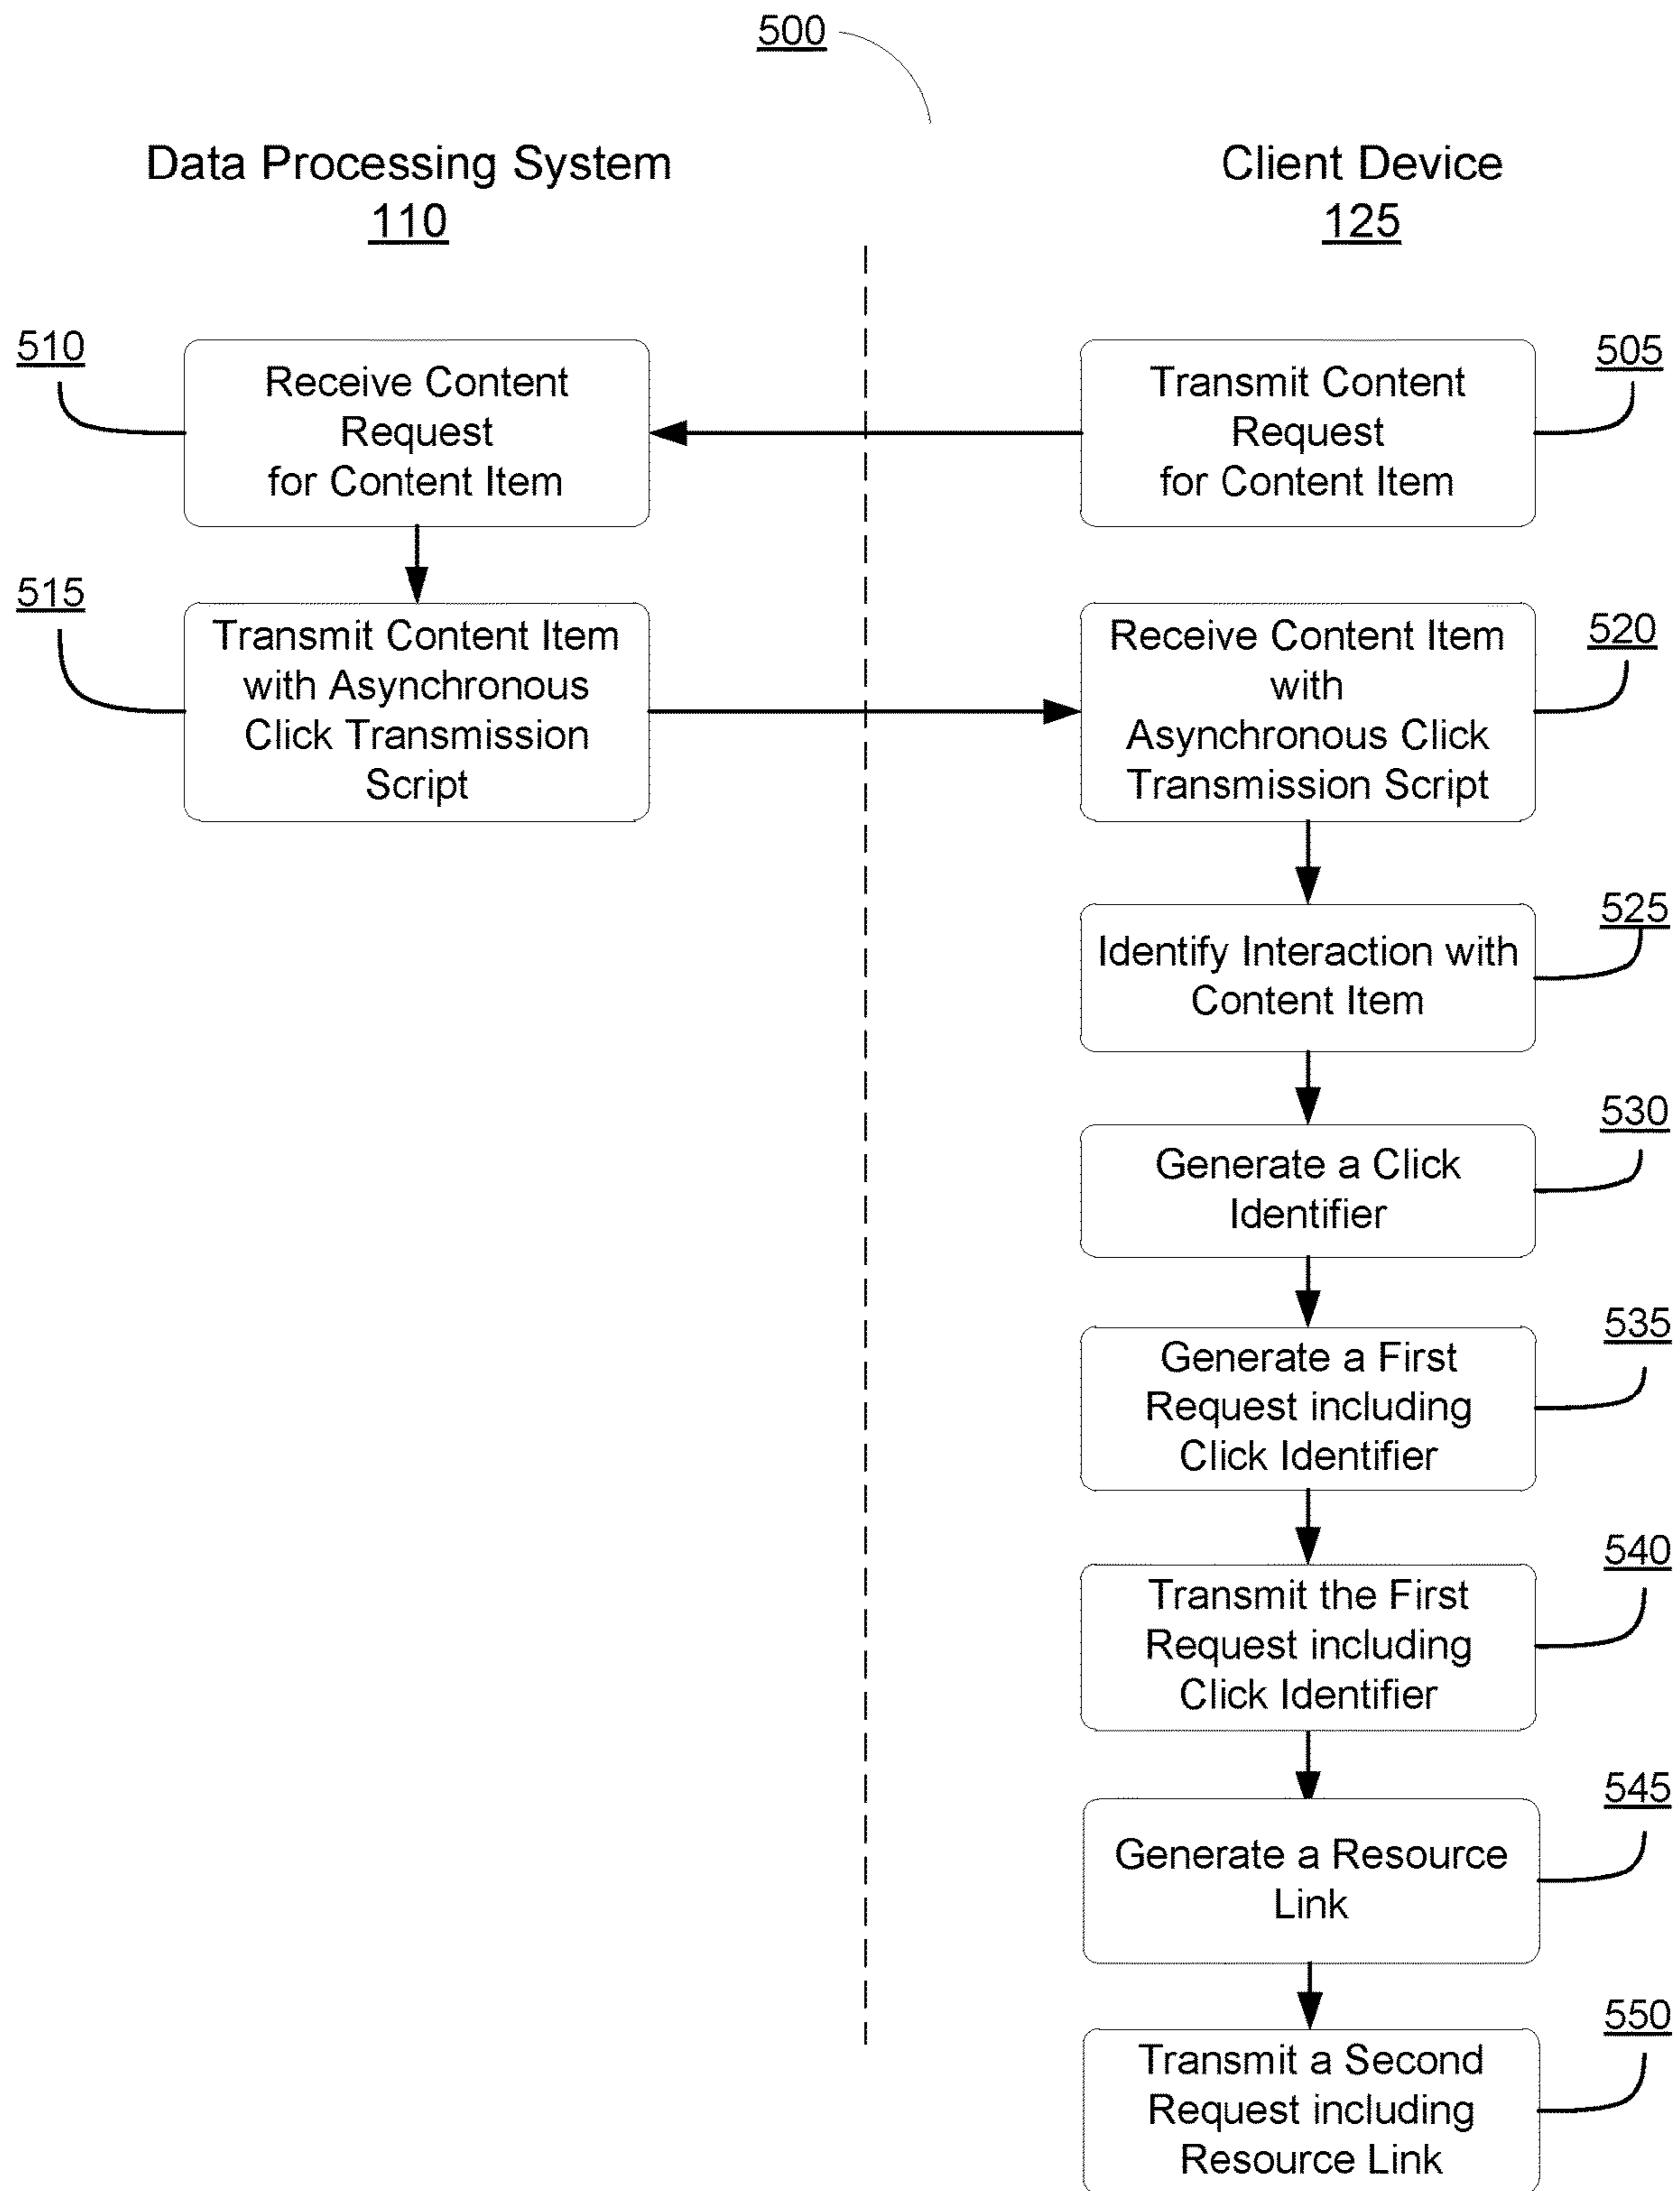 500
Data Processing System
110
Client Device
125
510
Receive Content
Request
for Content Item
Transmit Content
Request
for Content Item
505
515
Transmit Content Item
with Asynchronous
Click Transmission
Script
Receive Content Item
with
Asynchronous Click
Transmission Script
520
Identify Interaction with
Content Item
525
Generate a Click
Identifier
530
Generate a First
Request including
Click Identifier
535
Transmit the First
Request including
Click Identifier
540
Generate a Resource
Link
545
Transmit a Second
Request including
Resource Link
550